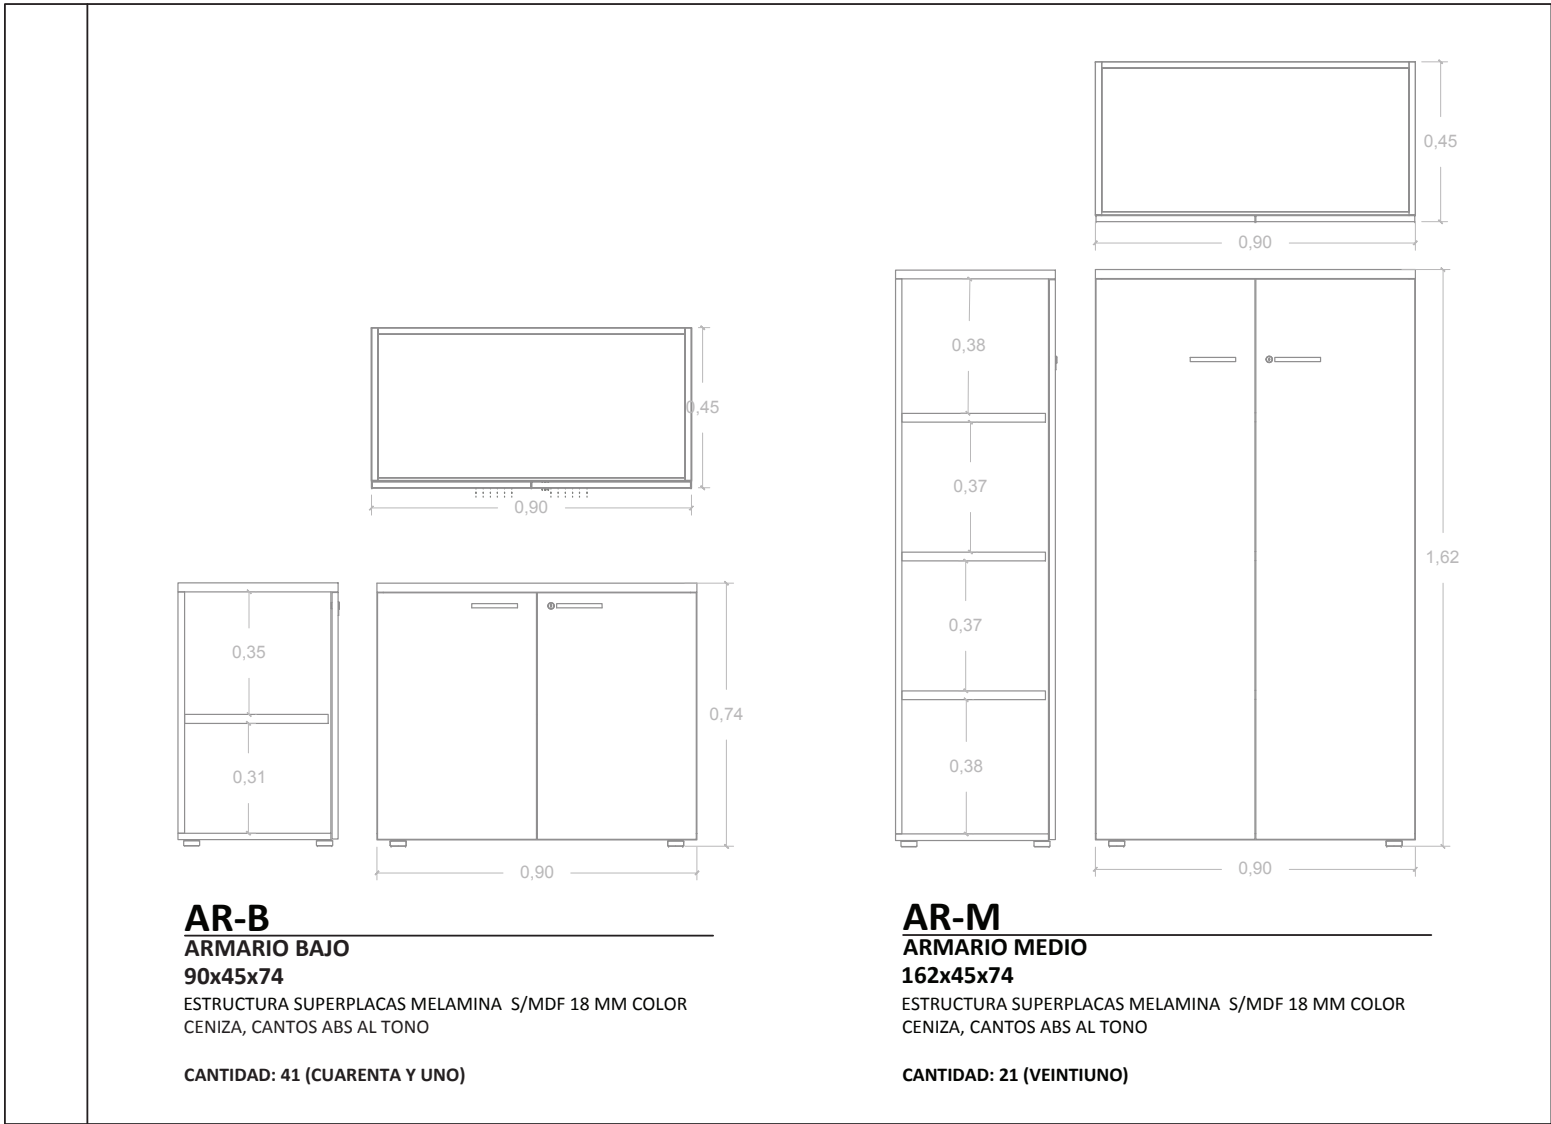 0,45
0,90
0,35
0,31
0,74
0,90
AR-B
ARMARIO BAJO
90x45x74
ESTRUCTURA SUPERPLACAS MELAMINA S/MDF 18 MM COLOR
CENIZA, CANTOS ABS AL TONO
CANTIDAD: 41 (CUARENTA Y UNO)
0,45
0,90
0,38
0,37
0,37
0,38
1,62
0,90
AR-M
ARMARIO MEDIO
162x45x74
ESTRUCTURA SUPERPLACAS MELAMINA S/MDF 18 MM COLOR
CENIZA, CANTOS ABS AL TONO
CANTIDAD: 21 (VEINTIUNO)